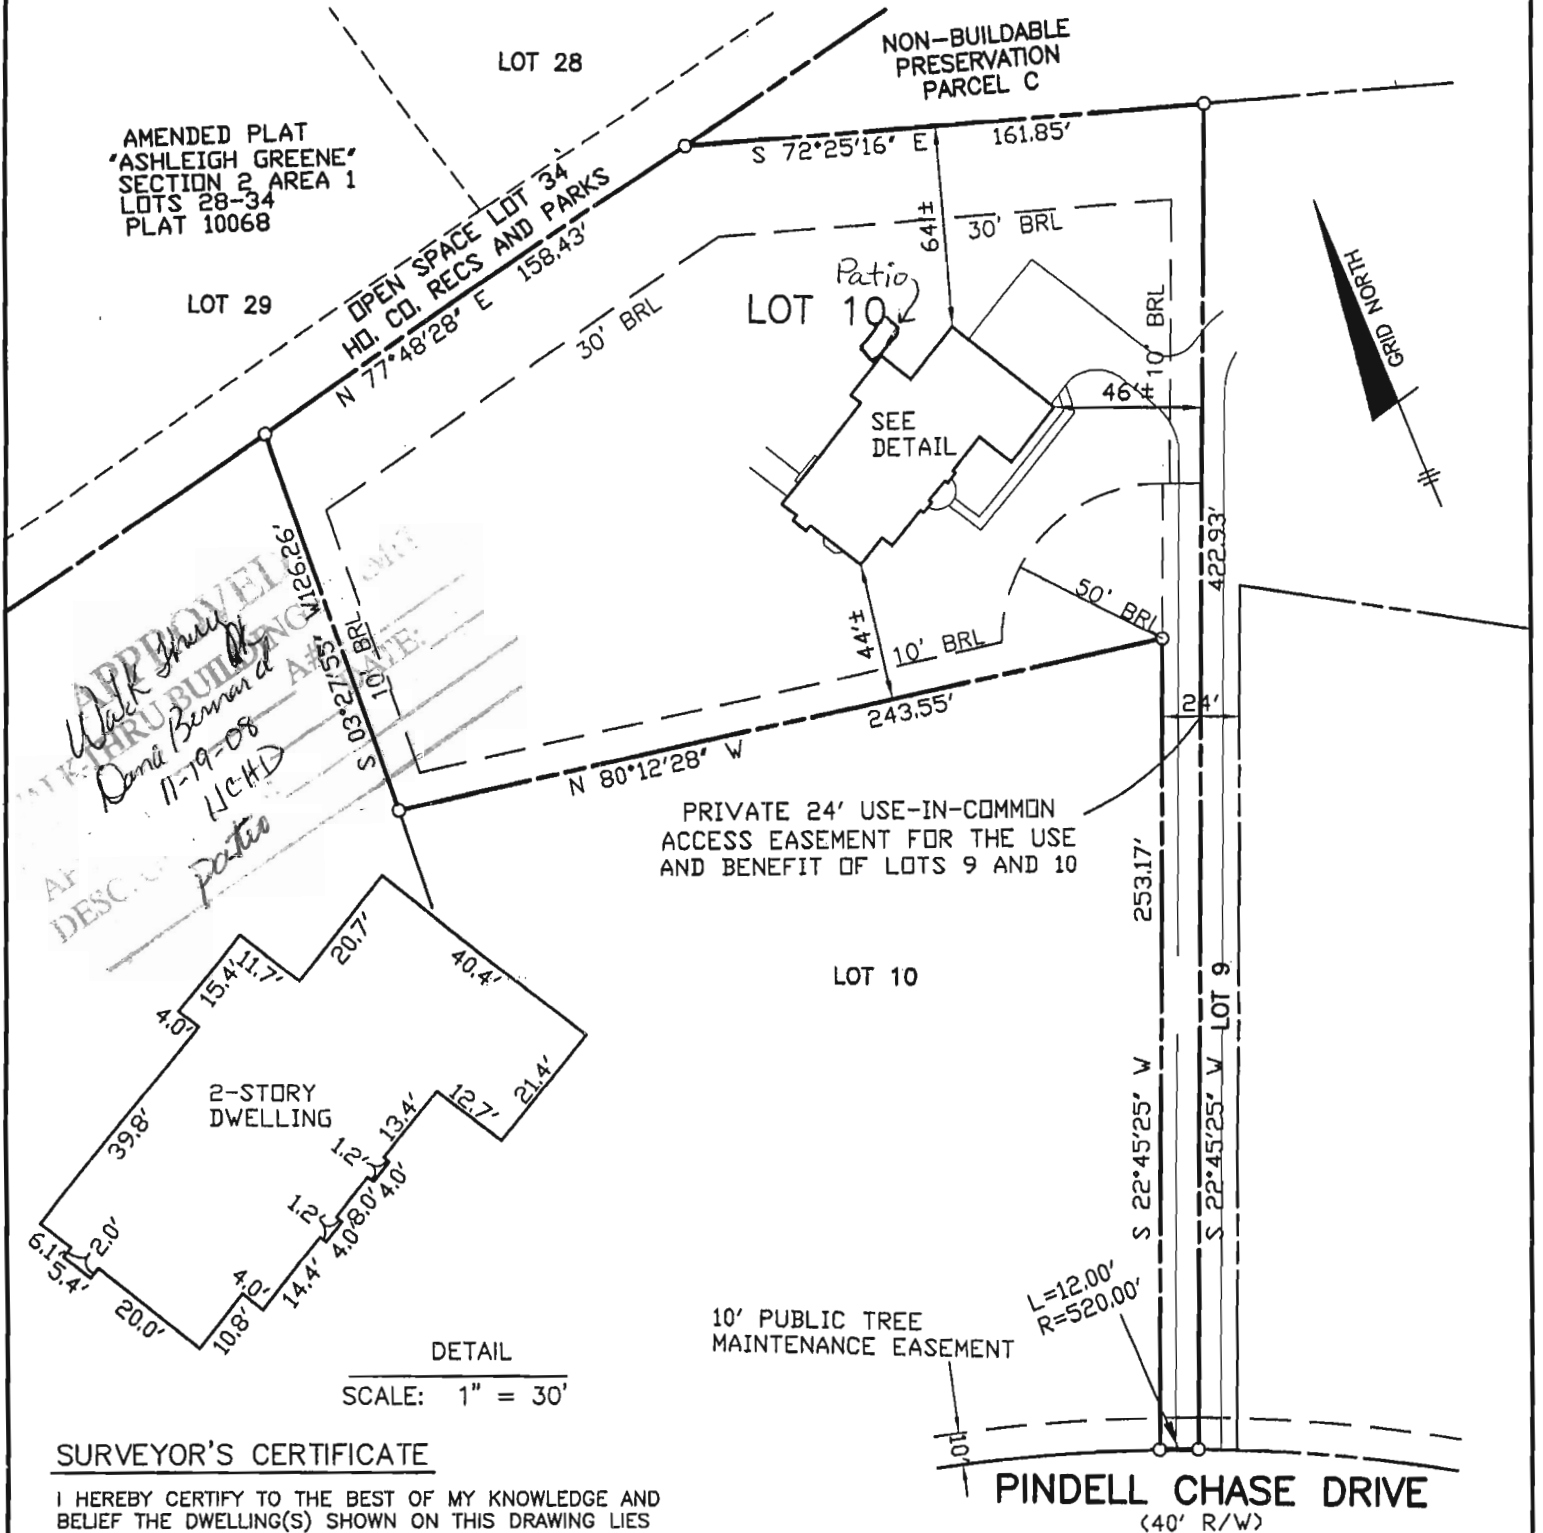 LOT 28
NON-BUILDABLE
PRESERVATION
PARCEL C
AMENDED PLAT
"ASHLEIGH GREENE"
SECTION 2 AREA 1
LOTS 28-34
PLAT 10068
S 72°25'16" E
161.85'
OPEN SPACE LOT 34
HO. CO. RECS AND PARKS
N 77°48'28" E
158.43'
LOT 29
30' BRL
30' BRL
64'±
Patio
LOT 10
10' BRL
46'±
GRID NORTH
SEE
DETAIL
422.93'
S 03°27'55" W
126.26'
10' BRL
50' BRL
10' BRL
44'±
243.55'
N 80°12'28" W
24'
APPROVED
WALK-THRU BUILDING
A#
DATE:
Walk Thru
Dana Bernard
11-19-08
HCHD
patio
DESC
PRIVATE 24' USE-IN-COMMON
ACCESS EASEMENT FOR THE USE
AND BENEFIT OF LOTS 9 AND 10
253.17'
LOT 10
LOT 9
S 22°45'25" W
S 22°45'25" W
20.7'
40.4'
11.7'
15.4'
4.0'
2-STORY
DWELLING
39.8'
21.4'
12.7'
13.4'
1.2'
4.0'
8.0'
1.2'
4.0'
14.4'
4.0'
10.8'
20.0'
2.0'
6.1'
5.4'
DETAIL
SCALE: 1" = 30'
L=12.00'
R=520.00'
10' PUBLIC TREE
MAINTENANCE EASEMENT
10'
PINDELL CHASE DRIVE
(40' R/W)
SURVEYOR'S CERTIFICATE
I HEREBY CERTIFY TO THE BEST OF MY KNOWLEDGE AND
BELIEF THE DWELLING(S) SHOWN ON THIS DRAWING LIES